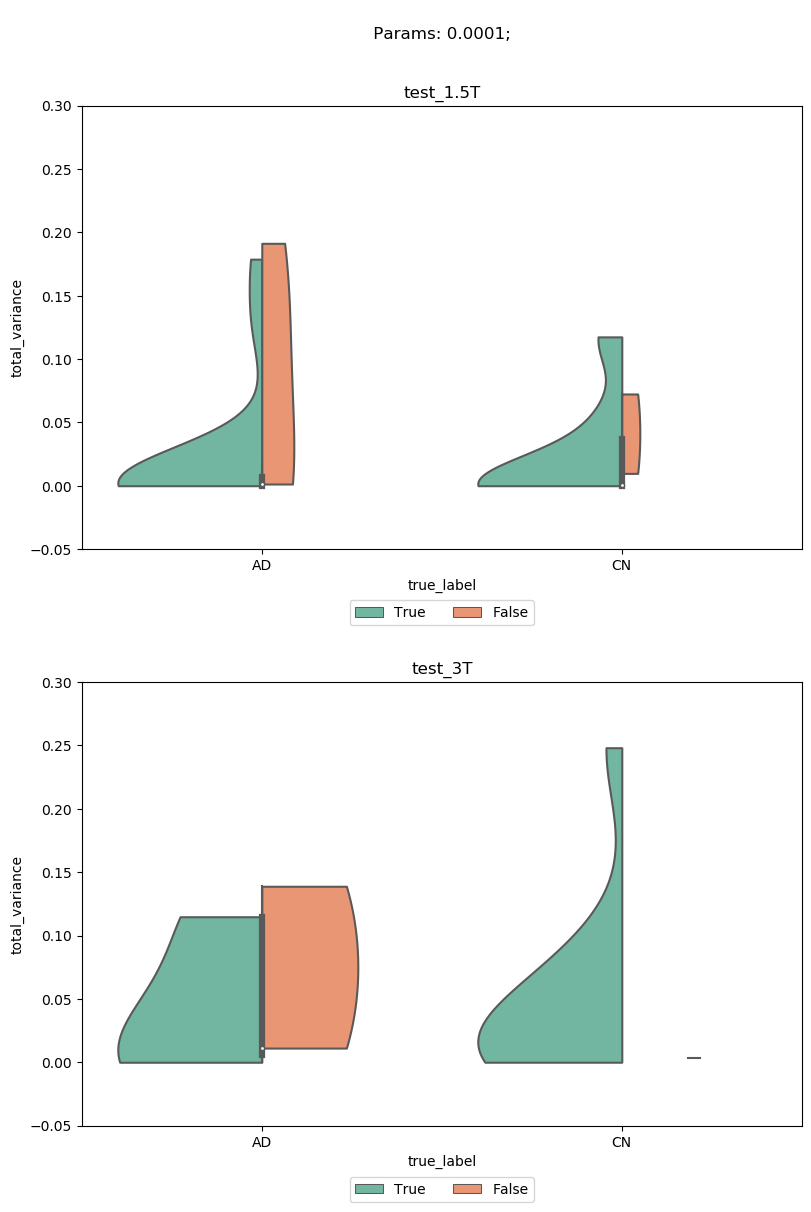 Params: 0.0001;
test_1.5T
0.30
0.25
0.20
0.15
0.10
0.05
0.00
−0.05
total_variance
AD CN
true_label
True False
test_3T
0.30
0.25
0.20
0.15
0.10
0.05
0.00
−0.05
total_variance
AD CN
true_label
True False